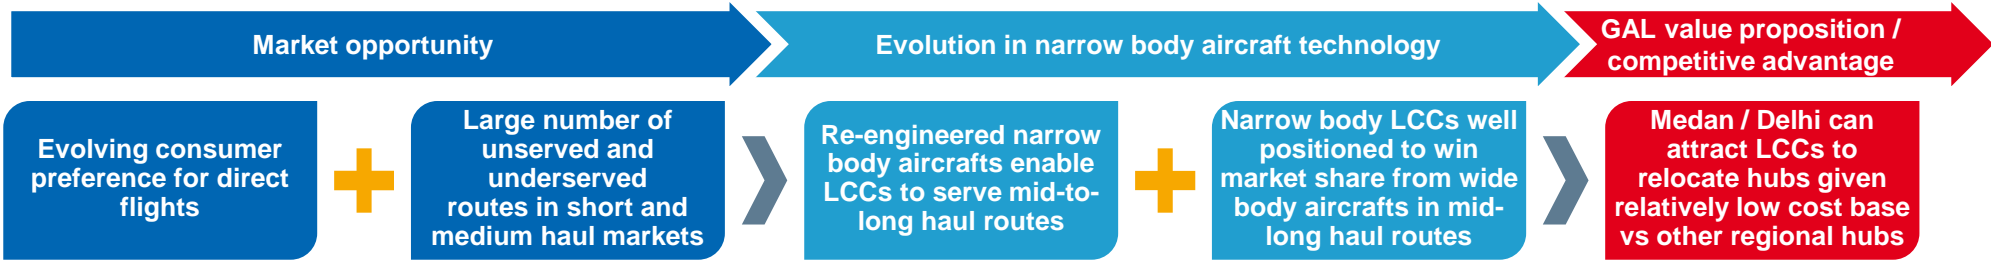 Market opportunity
Evolution in narrow body aircraft technology
GAL value proposition /
competitive advantage
Evolving consumer
preference for direct
flights
Large number of
unserved and
underserved
routes in short and
medium haul markets
Re-engineered narrow
body aircrafts enable
LCCs to serve mid-to-
long haul routes
Narrow body LCCs well
positioned to win
market share from wide
body aircrafts in mid-
long haul routes
Medan / Delhi can
attract LCCs to
relocate hubs given
relatively low cost base
vs other regional hubs